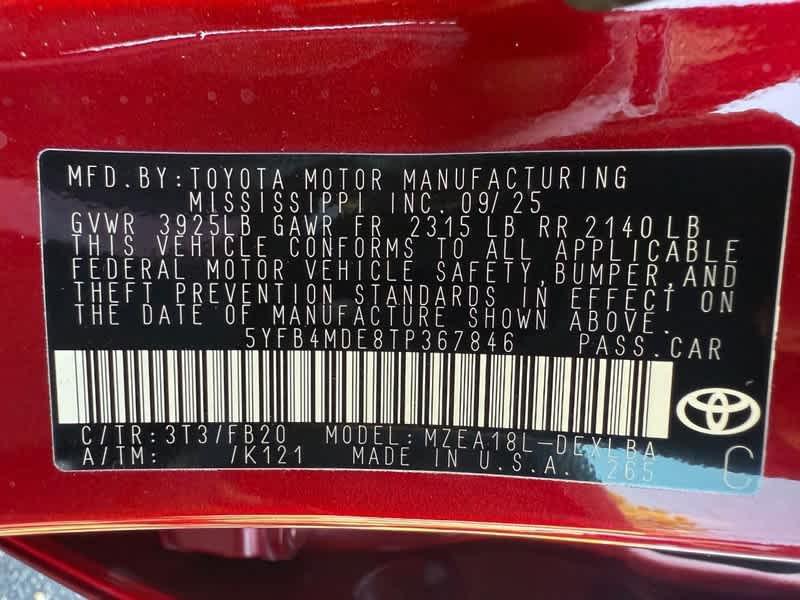 MFD.BY:TOYOTA MOTOR MANUFACTURING
MISSISSIPPI INC. 09/25
GVWR 3925LB GAWR FR 2315 LB RR 2140 LB
THIS VEHICLE CONFORMS TO ALL APPLICABLE
FEDERAL MOTOR VEHICLE SAFETY,BUMPER,AND
THEFT PREVENTION STANDARDS IN EFFECT ON
THE DATE OF MANUFACTURE SHOWN ABOVE.
5YFB4MDE8TP367846 PASS.CAR
C/TR:3T3/FB20 MODEL:MZEA18L-DEXLBA
A/TM: /K121 MADE IN U.S.A. 265 C